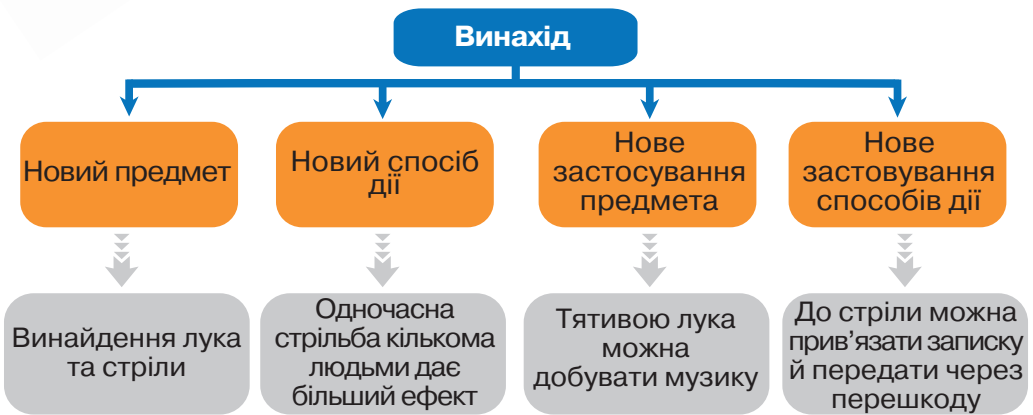 Винахід
Новий предмет
Новий спосіб
дії
Нове
застосування
предмета
Нове
застовування
способів дії
Винайдення лука
та стріли
Одночасна
стрільба кількома
людьми дає
більший ефект
Тятивою лука
можна
добувати музику
До стріли можна
прив’язати записку
й передати через
перешкоду